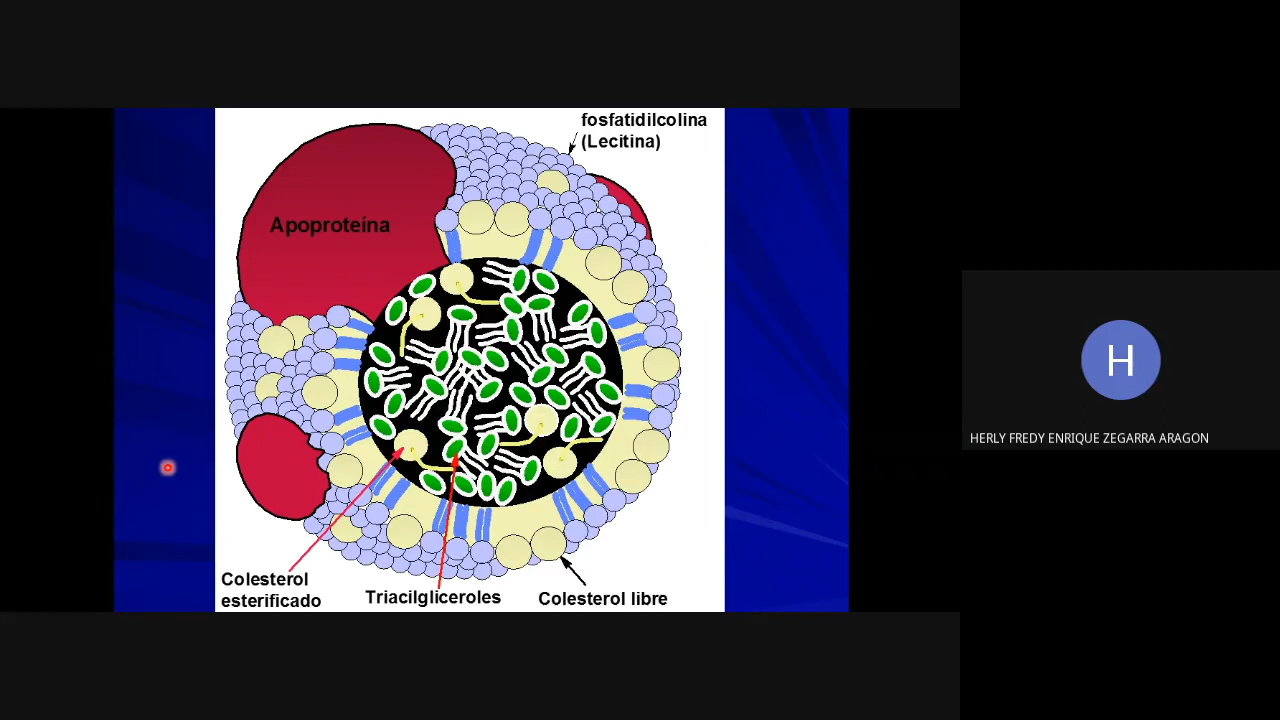 fosfatidilcolina
(Lecitina)
Apoproteína
Colesterol
esterificado
Triacilgliceroles
Colesterol libre
H
HERLY FREDY ENRIQUE ZEGARRA ARAGON